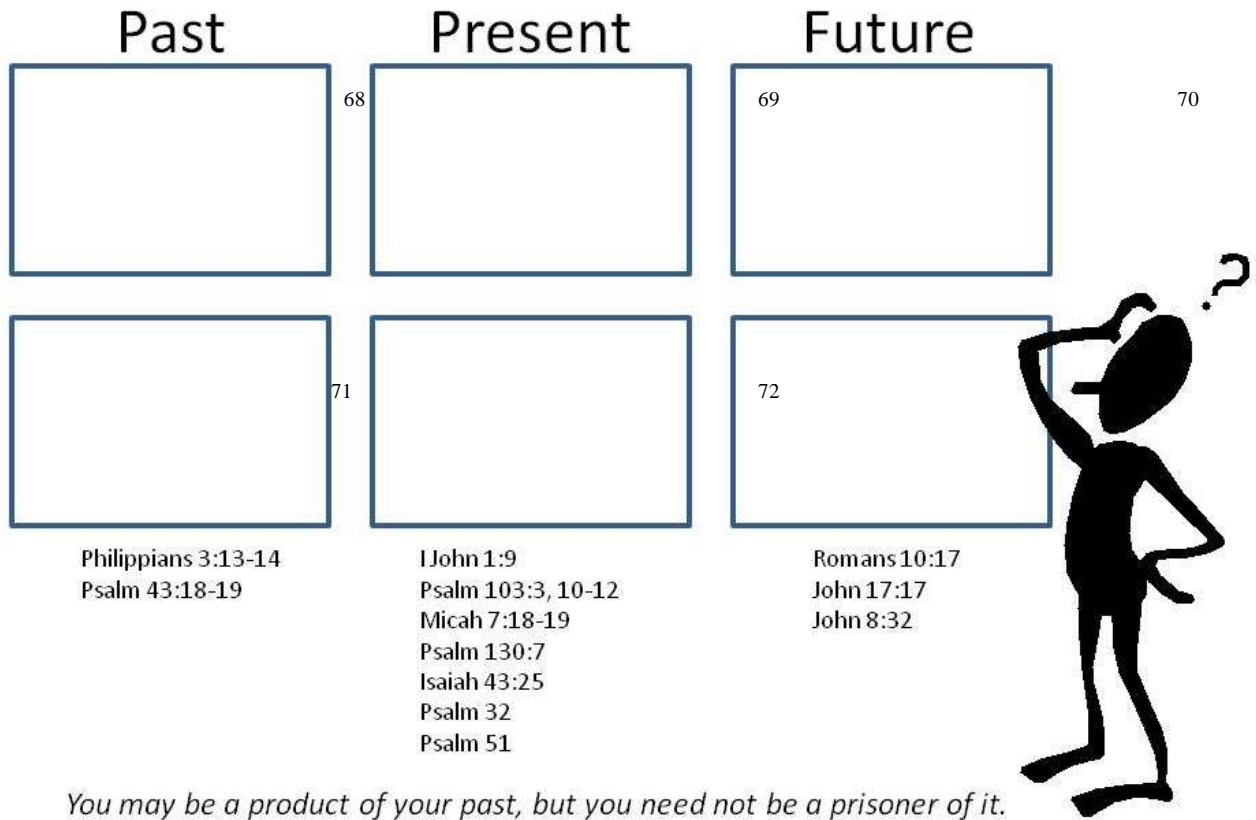 Past Present Future
68 69 70
71 72
Philippians 3:13-14
Psalm 43:18-19
I John 1:9
Psalm 103:3, 10-12
Micah 7:18-19
Psalm 130:7
Isaiah 43:25
Psalm 32
Psalm 51
Romans 10:17
John 17:17
John 8:32
?
You may be a product of your past, but you need not be a prisoner of it.